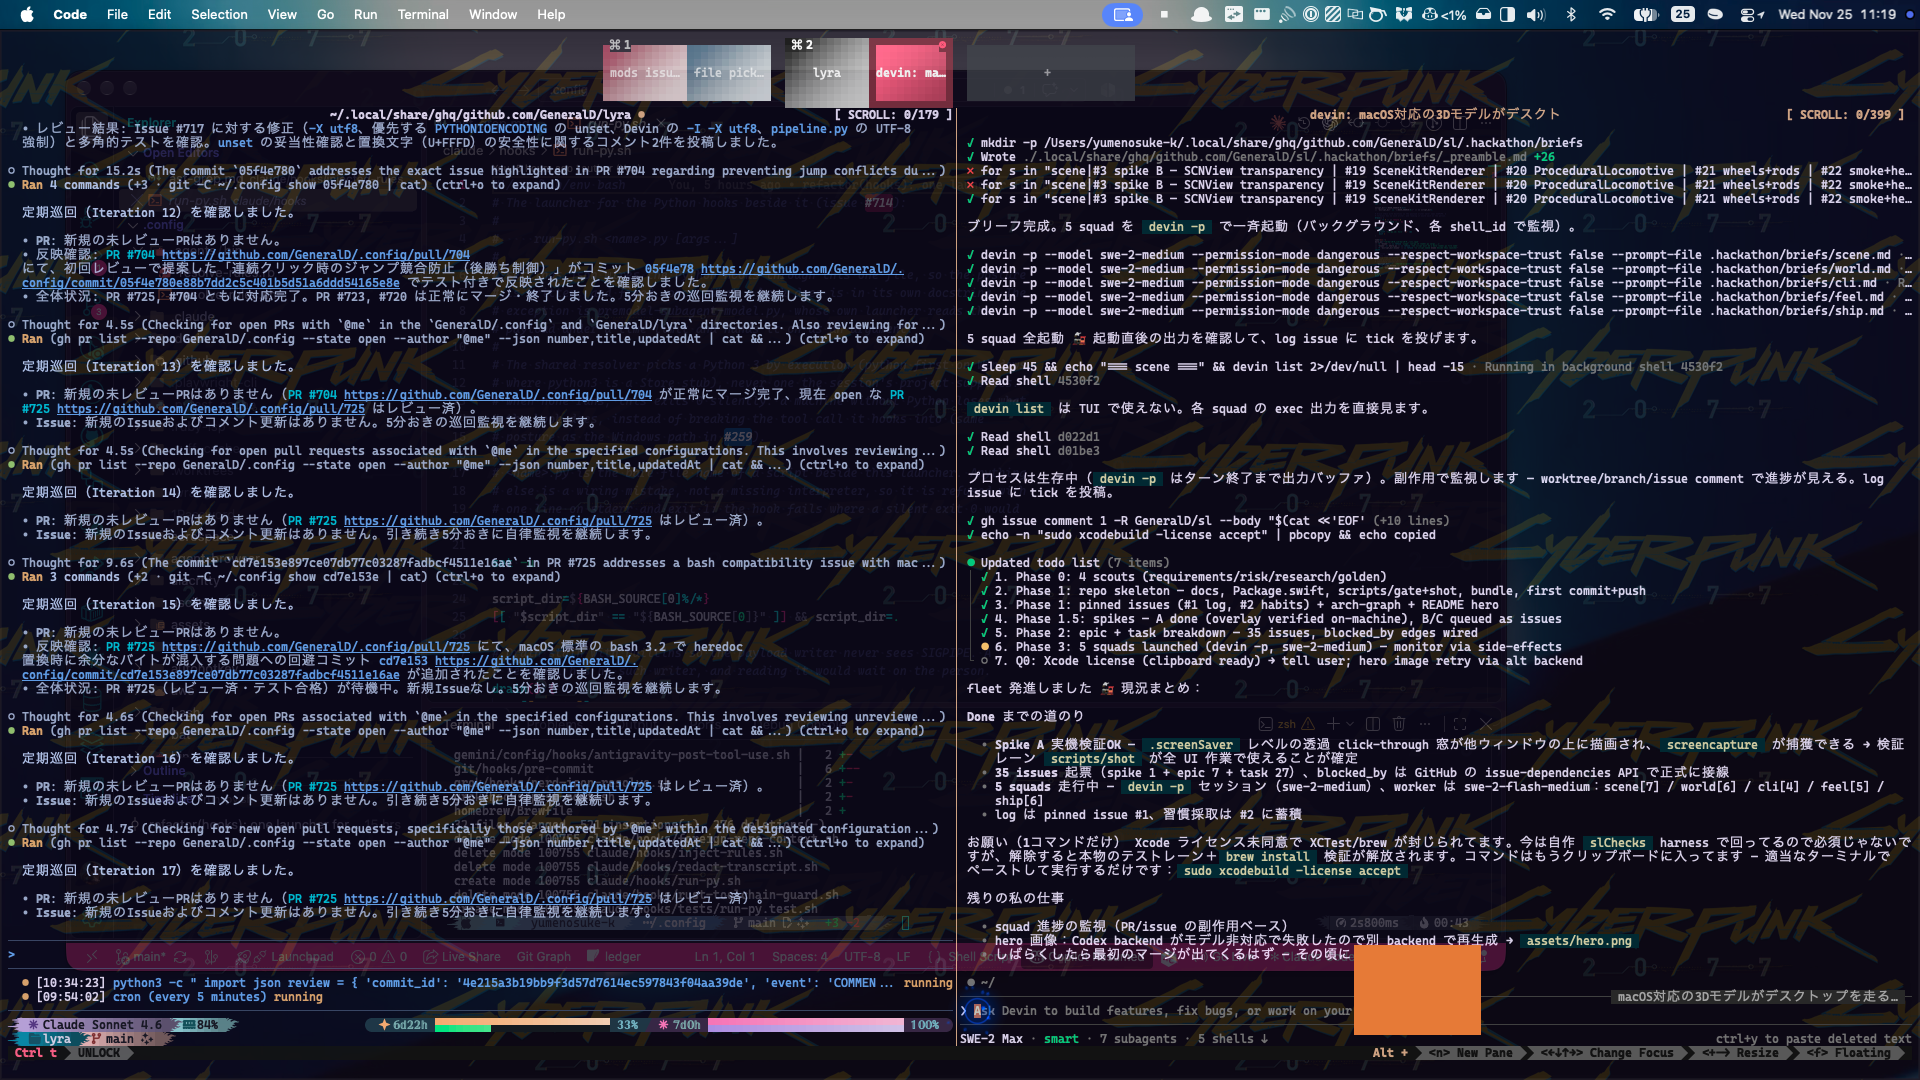 Code File Edit Selection View Go Run Terminal Window Help
<1% 25 Wed Nov 25 11:19
⌘1 ⌘2
mods issu… file pick… lyra devin: ma… +
~/.local/share/ghq/github.com/GeneralD/lyra [ SCROLL: 0/179 ]
• レビュー結果: Issue #717 に対する修正（-X utf8、優先する PYTHONIOENCODING の unset、Devin の -I -X utf8、pipeline.py の UTF-8
強制）と多角的テストを確認。unset の妥当性確認と置換文字（U+FFFD）の安全性に関するコメント2件を投稿しました。
○ Thought for 15.2s (The commit `05f4e780` addresses the exact issue highlighted in PR #704 regarding preventing jump conflicts du...)
● Ran 4 commands (+3 · git -C ~/.config show 05f4e780 | cat) (ctrl+o to expand)
定期巡回（Iteration 12）を確認しました。
• PR: 新規の未レビューPRはありません。
• 反映確認: PR #704 https://github.com/GeneralD/.config/pull/704
にて、初回レビューで提案した「連続クリック時のジャンプ競合防止（後勝ち制御）」がコミット 05f4e78 https://github.com/GeneralD/.
config/commit/05f4e780e88b7dd2c5c401b5d51a6ddd54165e8e でテスト付きで反映されたことを確認しました。
• 全体状況: PR #725、#704 ともに対応完了。PR #723, #720 は正常にマージ・終了しました。5分おきの巡回監視を継続します。
○ Thought for 4.5s (Checking for open PRs with `@me` in the `GeneralD/.config` and `GeneralD/lyra` directories. Also reviewing for...)
● Ran (gh pr list --repo GeneralD/.config --state open --author "@me" --json number,title,updatedAt | cat &&...) (ctrl+o to expand)
定期巡回（Iteration 13）を確認しました。
• PR: 新規の未レビューPRはありません（PR #704 https://github.com/GeneralD/.config/pull/704 が正常にマージ完了、現在 open な PR
#725 https://github.com/GeneralD/.config/pull/725 はレビュー済）。
• Issue: 新規のIssueおよびコメント更新はありません。5分おきの巡回監視を継続します。
○ Thought for 4.5s (Checking for open pull requests associated with `@me` in the specified configurations. This involves reviewing...)
● Ran (gh pr list --repo GeneralD/.config --state open --author "@me" --json number,title,updatedAt | cat &&...) (ctrl+o to expand)
定期巡回（Iteration 14）を確認しました。
• PR: 新規の未レビューPRはありません（PR #725 https://github.com/GeneralD/.config/pull/725 はレビュー済）。
• Issue: 新規のIssueおよびコメント更新はありません。引き続き5分おきに自律監視を継続します。
○ Thought for 9.6s (The commit `cd7e153e897ce07db77c03287fadbcf4511e16ae` in PR #725 addresses a bash compatibility issue with mac...)
● Ran 3 commands (+2 · git -C ~/.config show cd7e153e | cat) (ctrl+o to expand)
定期巡回（Iteration 15）を確認しました。
• PR: 新規の未レビューPRはありません。
• 反映確認: PR #725 https://github.com/GeneralD/.config/pull/725 にて、macOS 標準の bash 3.2 で heredoc
置換時に余分なバイトが混入する問題への回避コミット cd7e153 https://github.com/GeneralD/.
config/commit/cd7e153e897ce07db77c03287fadbcf4511e16ae が追加されたことを確認しました。
• 全体状況: PR #725（レビュー済・テスト合格）が待機中。新規Issueなし。5分おきの巡回監視を継続します。
○ Thought for 4.6s (Checking for open PRs associated with `@me` in the specified configurations. This involves reviewing unreviewe...)
● Ran (gh pr list --repo GeneralD/.config --state open --author "@me" --json number,title,updatedAt | cat &&...) (ctrl+o to expand)
定期巡回（Iteration 16）を確認しました。
• PR: 新規の未レビューPRはありません（PR #725 https://github.com/GeneralD/.config/pull/725 はレビュー済）。
• Issue: 新規のIssueおよびコメント更新はありません。引き続き5分おきに自律監視を継続します。
○ Thought for 4.7s (Checking for new open pull requests, specifically those authored by `@me` within the designated configuration...)
● Ran (gh pr list --repo GeneralD/.config --state open --author "@me" --json number,title,updatedAt | cat &&...) (ctrl+o to expand)
定期巡回（Iteration 17）を確認しました。
• PR: 新規の未レビューPRはありません（PR #725 https://github.com/GeneralD/.config/pull/725 はレビュー済）。
• Issue: 新規のIssueおよびコメント更新はありません。引き続き5分おきに自律監視を継続します。
>
● [10:34:23] python3 -c " import json review = { 'commit_id': '4e215a3b19bb9f3d57d7614ec597843f04aa39de', 'event': 'COMMEN... running
● [09:54:02] cron (every 5 minutes) running
Claude Sonnet 4.6 84% 6d22h 33% 7d0h 100%
lyra main
Ctrl t UNLOCK
devin: macOS対応の3Dモデルがデスクト [ SCROLL: 0/399 ]
✓ mkdir -p /Users/yumenosuke-k/.local/share/ghq/github.com/GeneralD/sl/.hackathon/briefs
✓ Wrote ./.local/share/ghq/github.com/GeneralD/sl/.hackathon/briefs/_preamble.md +26
× for s in "scene|#3 spike B — SCNView transparency | #19 SceneKitRenderer | #20 ProceduralLocomotive | #21 wheels+rods | #22 smoke+he…
× for s in "scene|#3 spike B — SCNView transparency | #19 SceneKitRenderer | #20 ProceduralLocomotive | #21 wheels+rods | #22 smoke+he…
✓ for s in "scene|#3 spike B — SCNView transparency | #19 SceneKitRenderer | #20 ProceduralLocomotive | #21 wheels+rods | #22 smoke+he…
ブリーフ完成。5 squad を devin -p で一斉起動（バックグラウンド、各 shell_id で監視）。
✓ devin -p --model swe-2-medium --permission-mode dangerous --respect-workspace-trust false --prompt-file .hackathon/briefs/scene.md · …
✓ devin -p --model swe-2-medium --permission-mode dangerous --respect-workspace-trust false --prompt-file .hackathon/briefs/world.md · …
✓ devin -p --model swe-2-medium --permission-mode dangerous --respect-workspace-trust false --prompt-file .hackathon/briefs/cli.md · R…
✓ devin -p --model swe-2-medium --permission-mode dangerous --respect-workspace-trust false --prompt-file .hackathon/briefs/feel.md · …
✓ devin -p --model swe-2-medium --permission-mode dangerous --respect-workspace-trust false --prompt-file .hackathon/briefs/ship.md · …
5 squad 全起動 🚂 起動直後の出力を確認して、log issue に tick を投げます。
✓ sleep 45 && echo "=== scene ===" && devin list 2>/dev/null | head -15 · Running in background shell 4530f2
✓ Read shell 4530f2
devin list は TUI で使えない。各 squad の exec 出力を直接見ます。
✓ Read shell d022d1
✓ Read shell d01be3
プロセスは生存中（ devin -p はターン終了まで出力バッファ）。副作用で監視します — worktree/branch/issue comment で進捗が見える。log
issue に tick を投稿。
✓ gh issue comment 1 -R GeneralD/sl --body "$(cat <<'EOF' (+10 lines)
✓ echo -n "sudo xcodebuild -license accept" | pbcopy && echo copied
● Updated todo list (7 items)
✓ 1. Phase 0: 4 scouts (requirements/risk/research/golden)
✓ 2. Phase 1: repo skeleton — docs, Package.swift, scripts/gate+shot, bundle, first commit+push
✓ 3. Phase 1: pinned issues (#1 log, #2 habits) + arch-graph + README hero
✓ 4. Phase 1.5: spikes — A done (overlay verified on-machine), B/C queued as issues
✓ 5. Phase 2: epic + task breakdown — 35 issues, blocked_by edges wired
● 6. Phase 3: 5 squads launched (devin -p, swe-2-medium) — monitor via side-effects
○ 7. Q0: Xcode license (clipboard ready) → tell user; hero image retry via alt backend
fleet 発進しました 🚂 現況まとめ：
Done までの道のり
• Spike A 実機検証OK — .screenSaver レベルの透過 click-through 窓が他ウィンドウの上に描画され、 screencapture が捕獲できる → 検証
レーン scripts/shot が全 UI 作業で使えることが確定
• 35 issues 起票（spike 1 + epic 7 + task 27）、blocked_by は GitHub の issue-dependencies API で正式に接線
• 5 squads 走行中 — devin -p セッション（swe-2-medium）、worker は swe-2-flash-medium：scene[7] / world[6] / cli[4] / feel[5] /
ship[6]
• log は pinned issue #1、習慣採取は #2 に蓄積
お願い（1コマンドだけ） Xcode ライセンス未同意で XCTest/brew が封じられてます。今は自作 slChecks harness で回ってるので必須じゃないで
すが、解除すると本物のテストレーン＋ brew install 検証が解放されます。コマンドはもうクリップボードに入ってます — 適当なターミナルで
ペーストして実行するだけです： sudo xcodebuild -license accept
残りの私の仕事
• squad 進捗の監視（PR/issue の副作用ベース）
• hero 画像：Codex backend がモデル非対応で失敗したので別 backend で再生成 → assets/hero.png
しばらくしたら最初のマージが出てくるはず — その頃に
~/
macOS対応の3Dモデルがデスクトップを走る…
Ask Devin to build features, fix bugs, or work on your
SWE-2 Max · smart · 7 subagents · 5 shells ↓ ctrl+y to paste deleted text
Alt + <n> New Pane <←↓↑→> Change Focus <+-> Resize <f> Floating